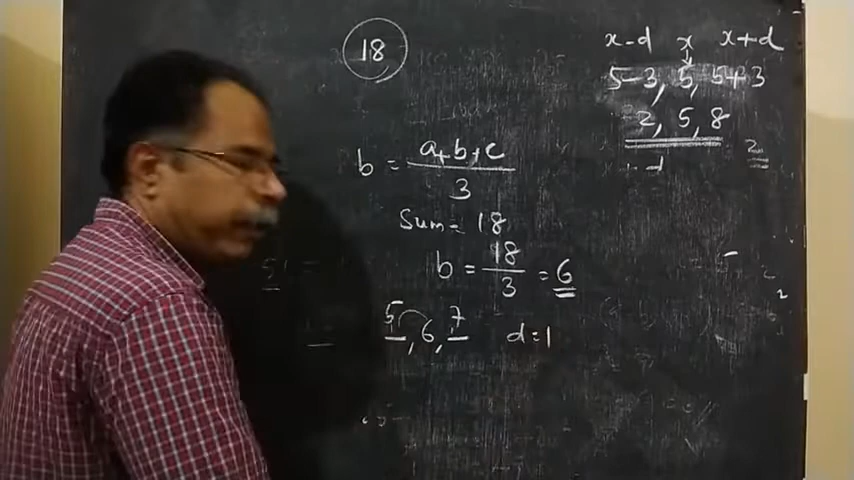 18
x-d x x+d
5-3, 5, 5+3
2, 5, 8
b = a+b+c / 3
Sum = 18
b = 18 / 3 = 6
5, 6, 7 d=1